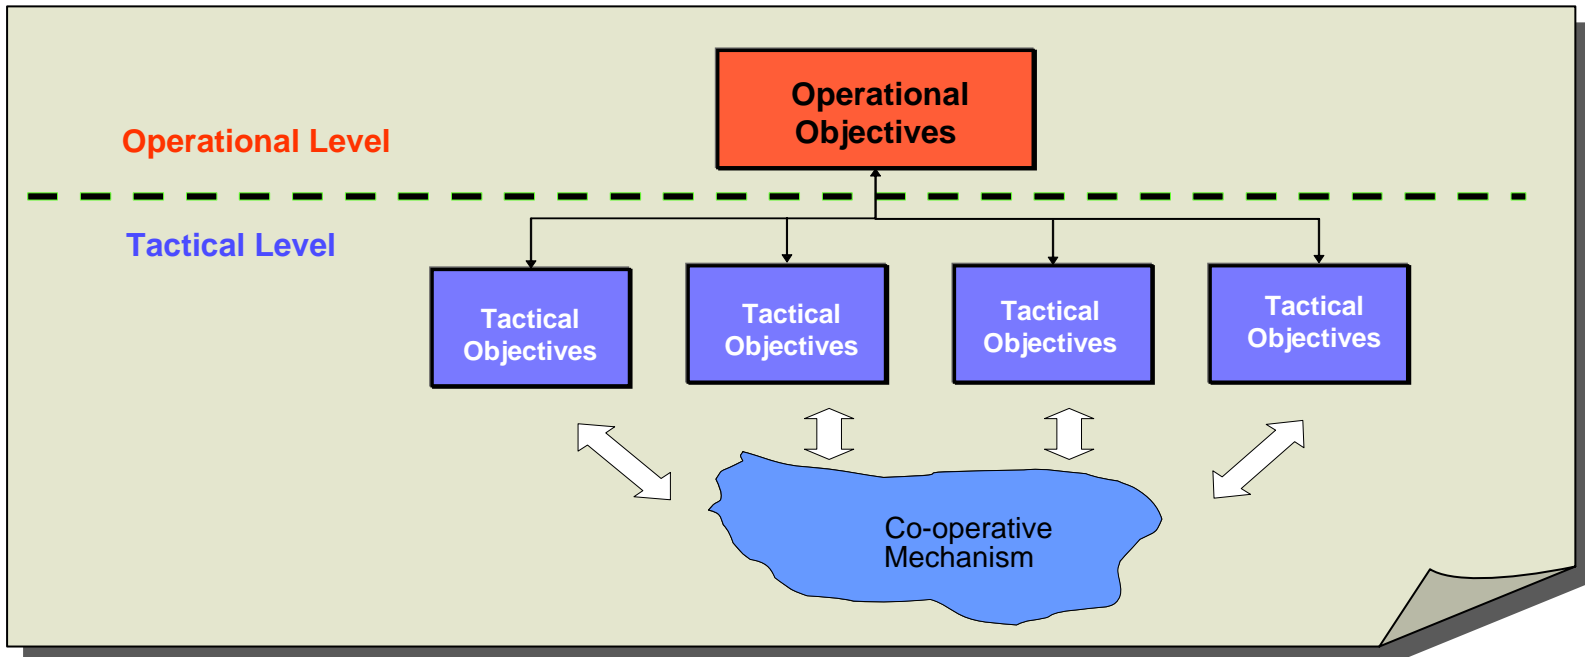 Operational
Objectives
Operational Level
Tactical Level
Tactical
Objectives
Tactical
Objectives
Tactical
Objectives
Tactical
Objectives
Co-operative
Mechanism